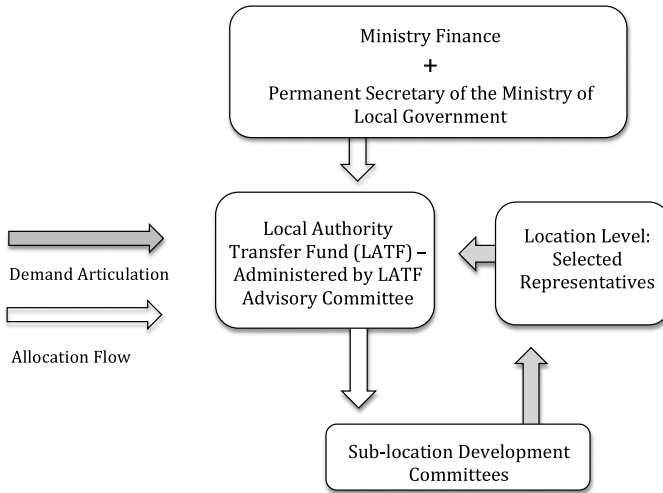 Ministry Finance
+
Permanent Secretary of the Ministry of
Local Government
Local Authority
Transfer Fund (LATF) –
Administered by LATF
Advisory Committee
Location Level:
Selected
Representatives
Demand Articulation
Allocation Flow
Sub-location Development
Committees